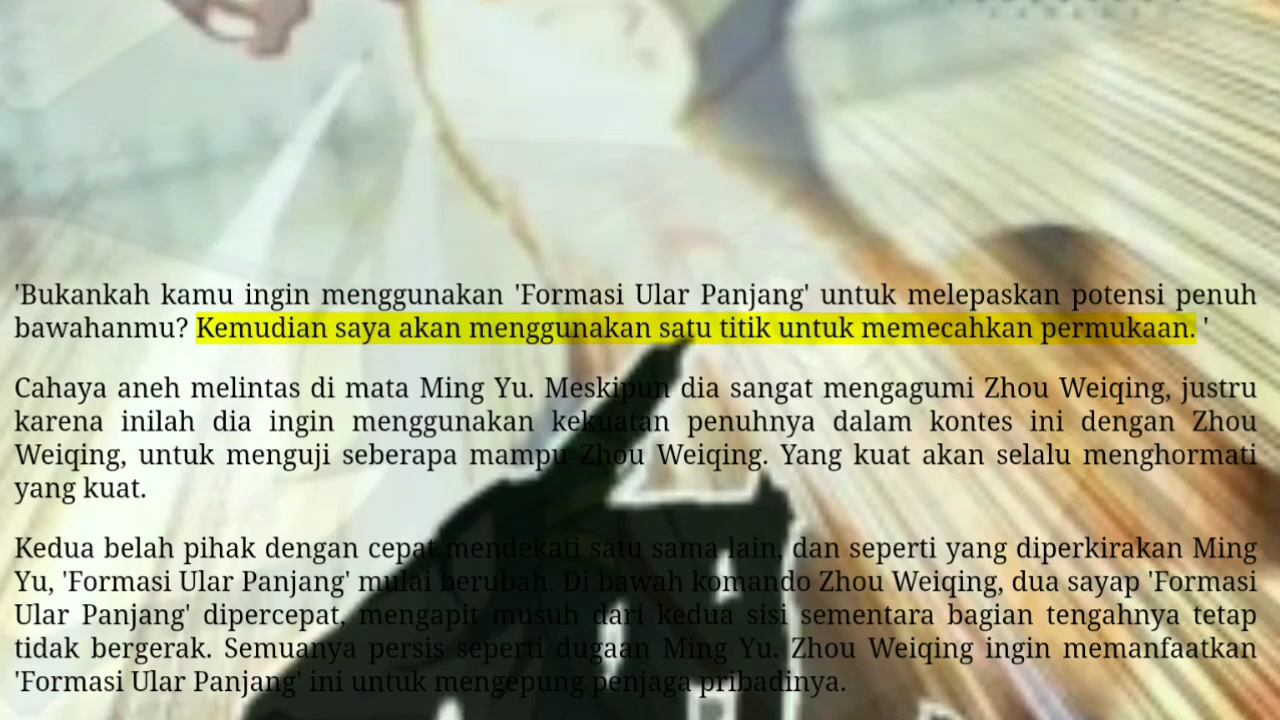 'Bukankah kamu ingin menggunakan 'Formasi Ular Panjang' untuk melepaskan potensi penuh
bawahanmu? Kemudian saya akan menggunakan satu titik untuk memecahkan permukaan. '
Cahaya aneh melintas di mata Ming Yu. Meskipun dia sangat mengagumi Zhou Weiqing, justru
karena inilah dia ingin menggunakan kekuatan penuhnya dalam kontes ini dengan Zhou
Weiqing, untuk menguji seberapa mampu Zhou Weiqing. Yang kuat akan selalu menghormati
yang kuat.
Kedua belah pihak dengan cepat mendekati satu sama lain, dan seperti yang diperkirakan Ming
Yu, 'Formasi Ular Panjang' mulai berubah. Di bawah komando Zhou Weiqing, dua sayap 'Formasi
Ular Panjang' dipercepat, mengapit musuh dari kedua sisi sementara bagian tengahnya tetap
tidak bergerak. Semuanya persis seperti dugaan Ming Yu. Zhou Weiqing ingin memanfaatkan
'Formasi Ular Panjang' ini untuk mengepung penjaga pribadinya.